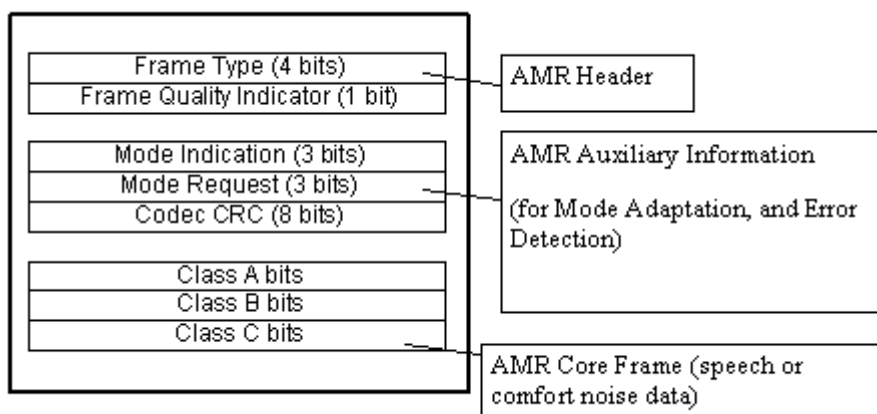 Frame Type (4 bits)
Frame Quality Indicator (1 bit)
AMR Header
Mode Indication (3 bits)
Mode Request (3 bits)
Codec CRC (8 bits)
AMR Auxiliary Information
(for Mode Adaptation, and Error
Detection)
Class A bits
Class B bits
Class C bits
AMR Core Frame (speech or
comfort noise data)